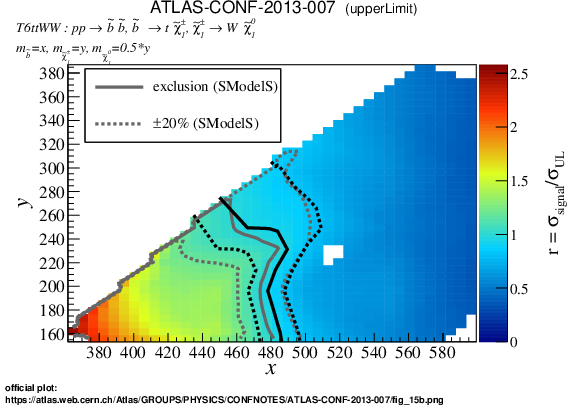 ATLAS-CONF-2013-007 (upperLimit)
T6ttWW : pp → b̃ b̃, b̃ → t χ̃₁±, χ̃₁± → W χ̃₁⁰
m_b̃=x, m_χ̃₁±=y, m_χ̃₁⁰=0.5*y
exclusion (SModelS)
±20% (SModelS)
y
380
360
340
320
300
280
260
240
220
200
180
160
380 400 420 440 460 480 500 520 540 560 580
x
2.5
2
1.5
1
0.5
0
r = σ_signal/σ_UL
official plot:
https://atlas.web.cern.ch/Atlas/GROUPS/PHYSICS/CONFNOTES/ATLAS-CONF-2013-007/fig_15b.png